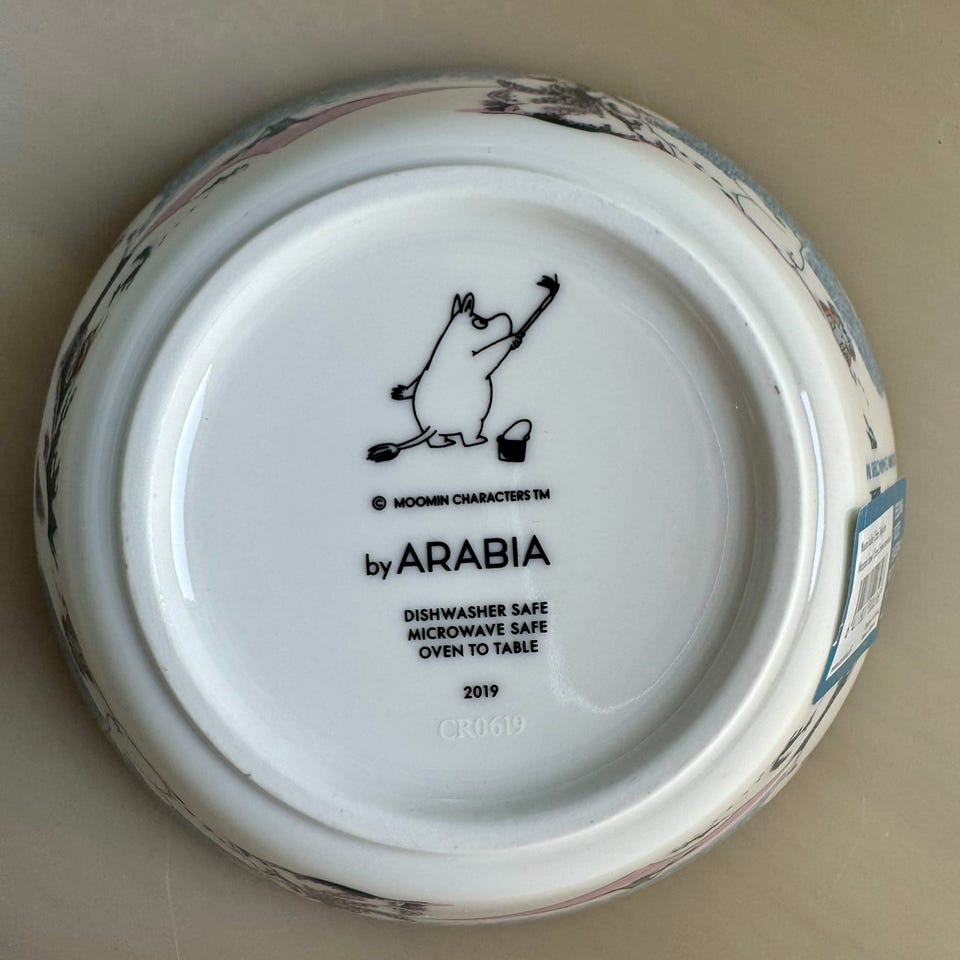 © MOOMIN CHARACTERS TM
by ARABIA
DISHWASHER SAFE
MICROWAVE SAFE
OVEN TO TABLE
2019
CR0619